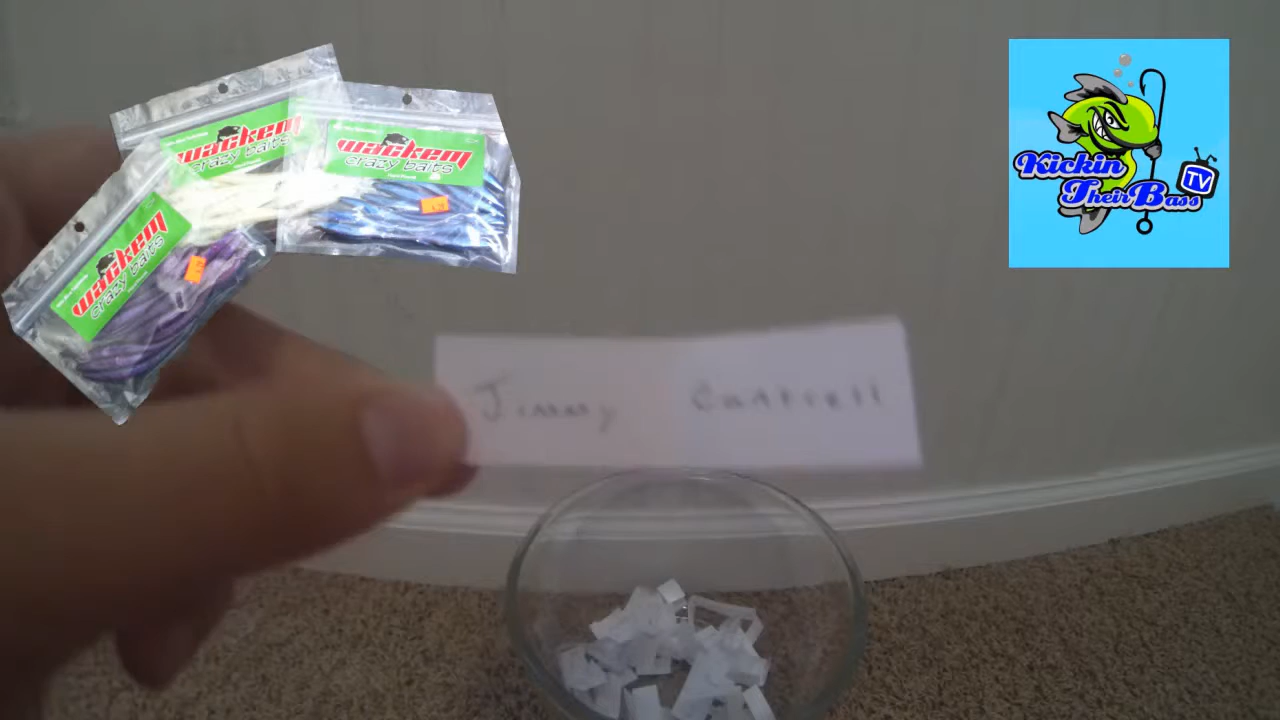 wackem
crazy baits
wackem
crazy baits
wackem
crazy baits
Kickin
Their Bass
TV
Jimmy Cantrell